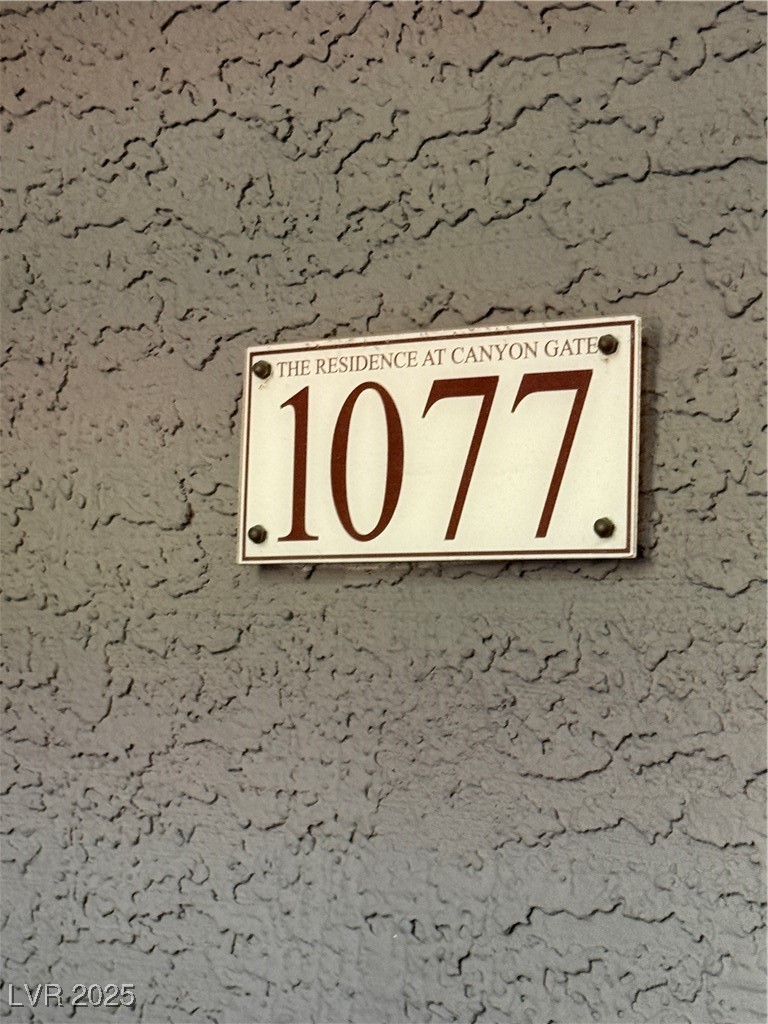 THE RESIDENCE AT CANYON GATE
1077
LVR 2025